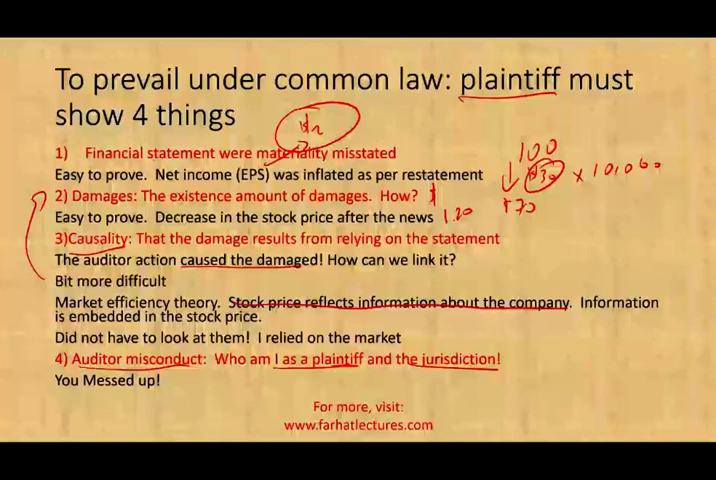 To prevail under common law: plaintiff must
show 4 things
100
1) Financial statement were materiality misstated
Easy to prove. Net income (EPS) was inflated as per restatement
$30 x 10,000
2) Damages: The existence amount of damages. How?
$70
Easy to prove. Decrease in the stock price after the news 1.20
3)Causality: That the damage results from relying on the statement
The auditor action caused the damaged! How can we link it?
Bit more difficult
Market efficiency theory. Stock price reflects information about the company. Information
is embedded in the stock price.
Did not have to look at them! I relied on the market
4) Auditor misconduct: Who am I as a plaintiff and the jurisdiction!
You Messed up!
For more, visit:
www.farhatlectures.com